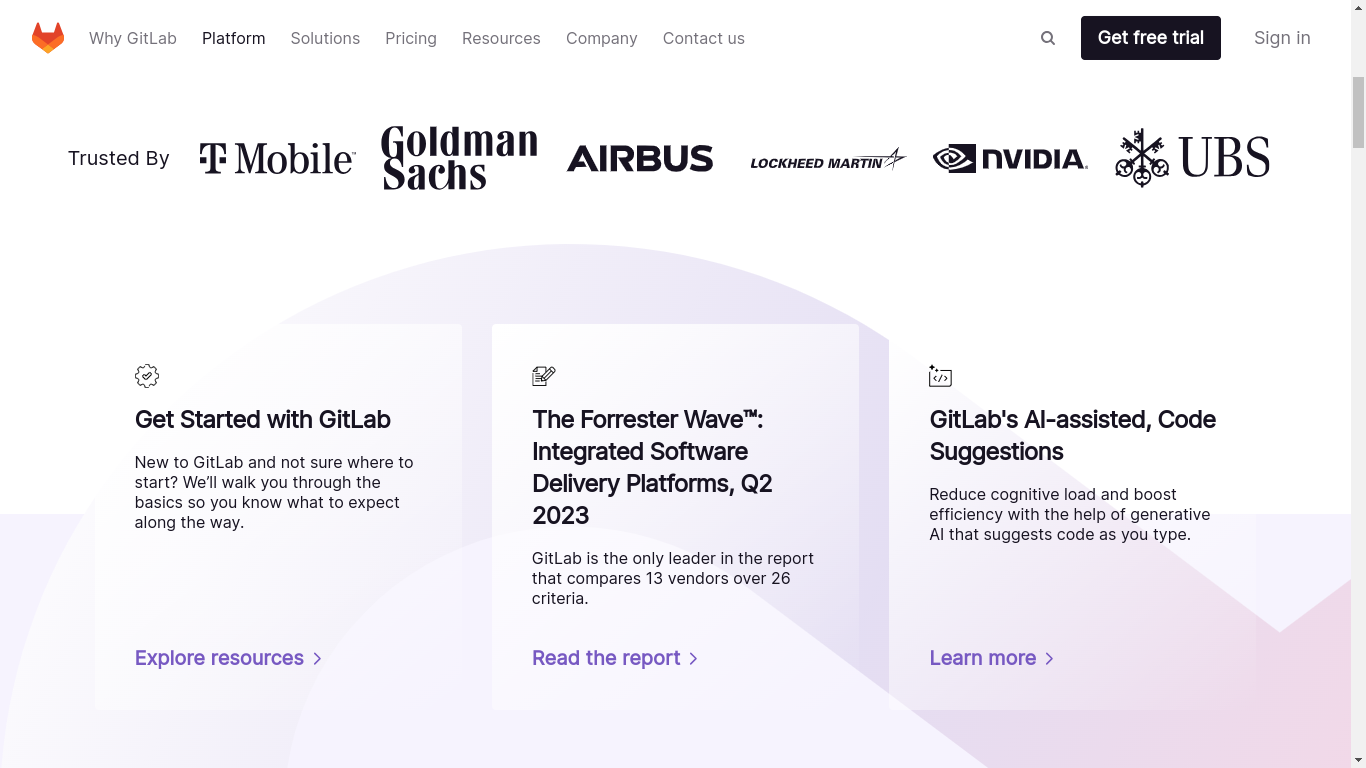 Why GitLab
Platform
Solutions
Pricing
Resources
Company
Contact us
Get free trial
Sign in
Trusted By
T Mobile™
Goldman
Sachs
AIRBUS
LOCKHEED MARTIN
NVIDIA
UBS
Get Started with GitLab
New to GitLab and not sure where to
start? We’ll walk you through the
basics so you know what to expect
along the way.
Explore resources
The Forrester Wave™:
Integrated Software
Delivery Platforms, Q2
2023
GitLab is the only leader in the report
that compares 13 vendors over 26
criteria.
Read the report
GitLab's AI-assisted, Code
Suggestions
Reduce cognitive load and boost
efficiency with the help of generative
AI that suggests code as you type.
Learn more